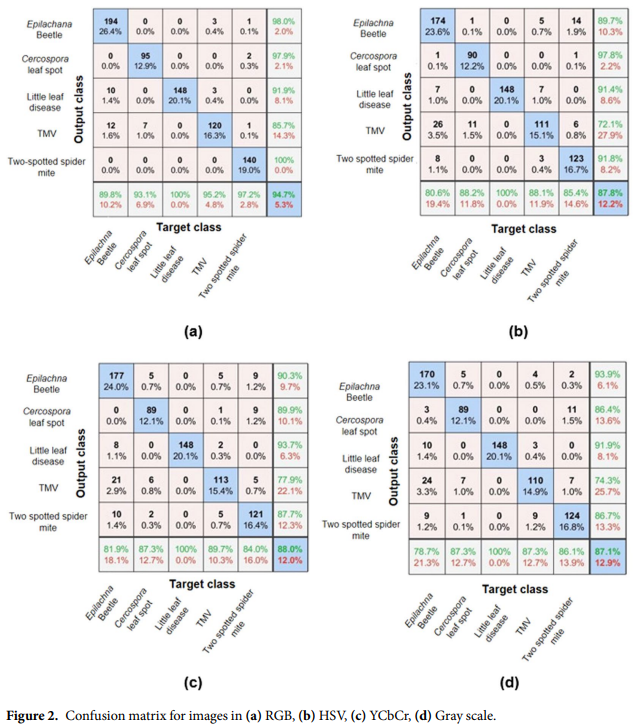 Epilachna Beetle 194 26.4% 0 0.0% 0 0.0% 3 0.4% 1 0.1% 98.0% 2.0%
Cercospora leaf spot 0 0.0% 95 12.9% 0 0.0% 0 0.0% 2 0.3% 97.9% 2.1%
Little leaf disease 10 1.4% 0 0.0% 148 20.1% 3 0.4% 0 0.0% 91.9% 8.1%
TMV 12 1.6% 7 1.0% 0 0.0% 120 16.3% 1 0.1% 85.7% 14.3%
Two-spotted spider mite 0 0.0% 0 0.0% 0 0.0% 0 0.0% 140 19.0% 100% 0.0%
89.8% 10.2% 93.1% 6.9% 100% 0.0% 95.2% 4.8% 97.2% 2.8% 94.7% 5.3%
Output class
Target class
Epilachna Beetle
Cercospora leaf spot
Little leaf disease
TMV
Two spotted spider mite
(a)
Epilachna Beetle 174 23.6% 1 0.1% 0 0.0% 5 0.7% 14 1.9% 89.7% 10.3%
Cercospora leaf spot 1 0.1% 90 12.2% 0 0.0% 0 0.0% 1 0.1% 97.8% 2.2%
Little leaf disease 7 1.0% 0 0.0% 148 20.1% 7 1.0% 0 0.0% 91.4% 8.6%
TMV 26 3.5% 11 1.5% 0 0.0% 111 15.1% 6 0.8% 72.1% 27.9%
Two spotted spider mite 8 1.1% 0 0.0% 0 0.0% 3 0.4% 123 16.7% 91.8% 8.2%
80.6% 19.4% 88.2% 11.8% 100% 0.0% 88.1% 11.9% 85.4% 14.6% 87.8% 12.2%
Output class
Target class
Epilachna Beetle
Cercospora leaf spot
Little leaf disease
TMV
Two spotted spider mite
(b)
Epilachna Beetle 177 24.0% 5 0.7% 0 0.0% 5 0.7% 9 1.2% 90.3% 9.7%
Cercospora leaf spot 0 0.0% 89 12.1% 0 0.0% 1 0.1% 9 1.2% 89.9% 10.1%
Little leaf disease 8 1.1% 0 0.0% 148 20.1% 2 0.3% 0 0.0% 93.7% 6.3%
TMV 21 2.9% 6 0.8% 0 0.0% 113 15.4% 5 0.7% 77.9% 22.1%
Two spotted spider mite 10 1.4% 2 0.3% 0 0.0% 5 0.7% 121 16.4% 87.7% 12.3%
81.9% 18.1% 87.3% 12.7% 100% 0.0% 89.7% 10.3% 84.0% 16.0% 88.0% 12.0%
Output class
Target class
Epilachna Beetle
Cercospora leaf spot
Little leaf disease
TMV
Two spotted spider mite
(c)
Epilachna Beetle 170 23.1% 5 0.7% 0 0.0% 4 0.5% 2 0.3% 93.9% 6.1%
Cercospora leaf spot 3 0.4% 89 12.1% 0 0.0% 0 0.0% 11 1.5% 86.4% 13.6%
Little leaf disease 10 1.4% 0 0.0% 148 20.1% 3 0.4% 0 0.0% 91.9% 8.1%
TMV 24 3.3% 7 1.0% 0 0.0% 110 14.9% 7 1.0% 74.3% 25.7%
Two spotted spider mite 9 1.2% 1 0.1% 0 0.0% 9 1.2% 124 16.8% 86.7% 13.3%
78.7% 21.3% 87.3% 12.7% 100% 0.0% 87.3% 12.7% 86.1% 13.9% 87.1% 12.9%
Output class
Target class
Epilachna Beetle
Cercospora leaf spot
Little leaf disease
TMV
Two spotted spider mite
(d)
Figure 2. Confusion matrix for images in (a) RGB, (b) HSV, (c) YCbCr, (d) Gray scale.